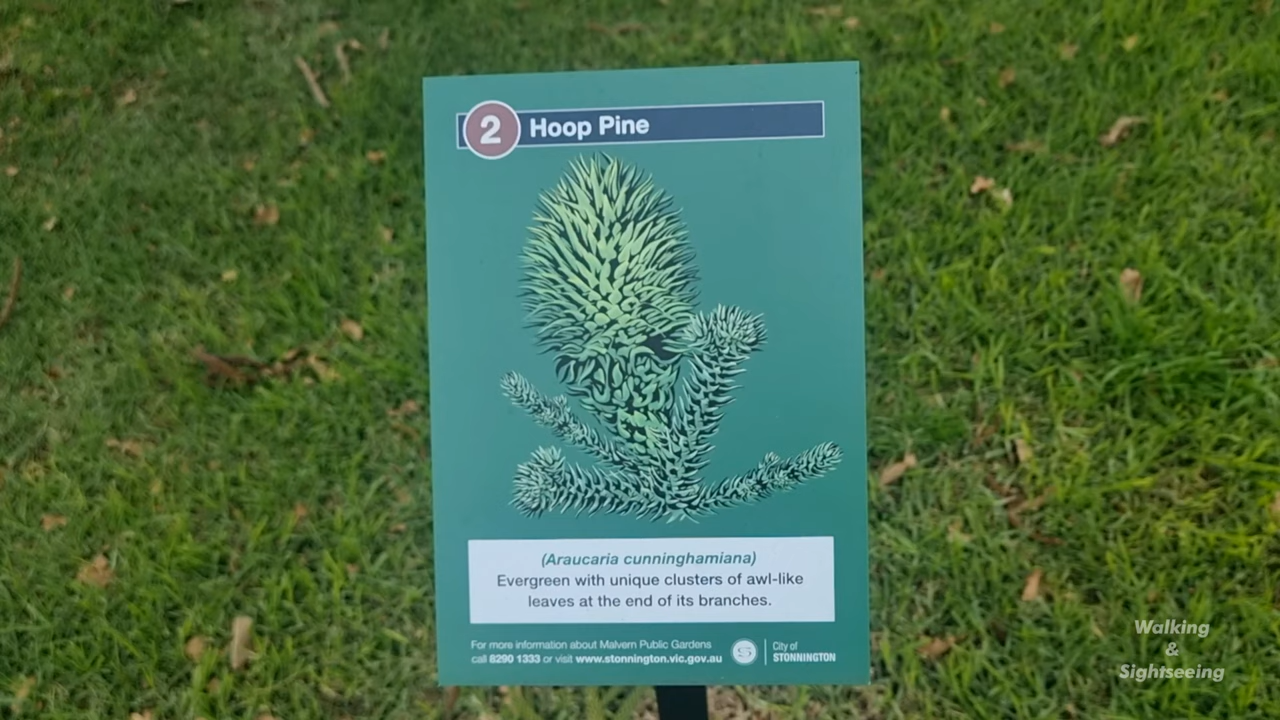 2 Hoop Pine
(Araucaria cunninghamiana)
Evergreen with unique clusters of awl-like
leaves at the end of its branches.
For more information about Malvern Public Gardens
call 8290 1333 or visit www.stonnington.vic.gov.au
S
City of
STONNINGTON
Walking
&
Sightseeing